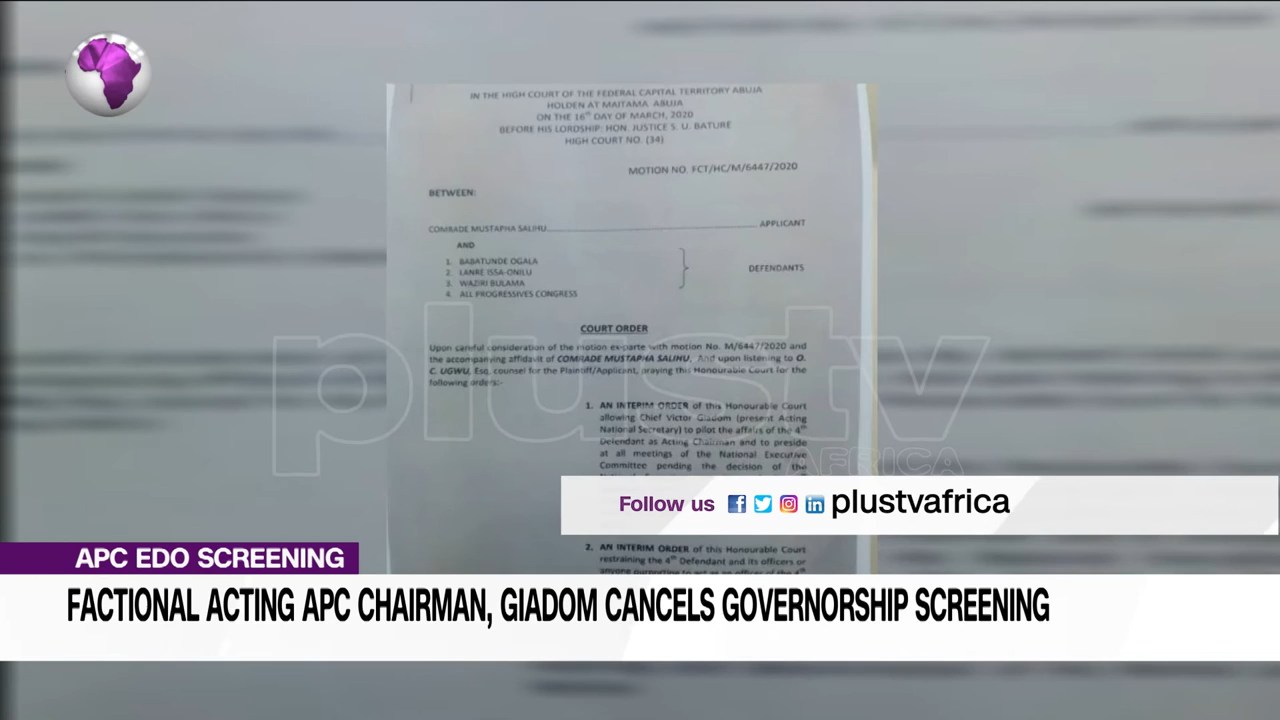 IN THE HIGH COURT OF THE FEDERAL CAPITAL TERRITORY ABUJA
HOLDEN AT MAITAMA ABUJA
ON THE 16th DAY OF MARCH, 2020
BEFORE HIS LORDSHIP: HON. JUSTICE S. U. BATURE
HIGH COURT NO. (34)
MOTION NO. FCT/HC/M/6447/2020
BETWEEN:
COMRADE MUSTAPHA SALIHU APPLICANT
AND
1. BABATUNDE OGALA
2. LANRE ISSA-ONILU
DEFENDANTS
3. WAZIRI BULAMA
4. ALL PROGRESSIVES CONGRESS
COURT ORDER
Upon careful consideration of the motion ex-parte with motion No. M/6447/2020 and
the accompanying affidavit of COMRADE MUSTAPHA SALIHU. And upon listening to O.
C. UGWU, Esq. counsel for the Plaintiff/Applicant, praying this Honourable Court for the
following orders:-
1. AN INTERIM ORDER of this Honourable Court
allowing Chief Victor Giadom (present Acting
National Secretary) to pilot the affairs of the 4th
Defendant as Acting Chairman and to preside
at all meetings of the National Executive
Committee pending the decision of the
plustv
AFRICA
Follow us plustvafrica
2. AN INTERIM ORDER of this Honourable Court
restraining the 4th Defendant and its officers or
APC EDO SCREENING
FACTIONAL ACTING APC CHAIRMAN, GIADOM CANCELS GOVERNORSHIP SCREENING